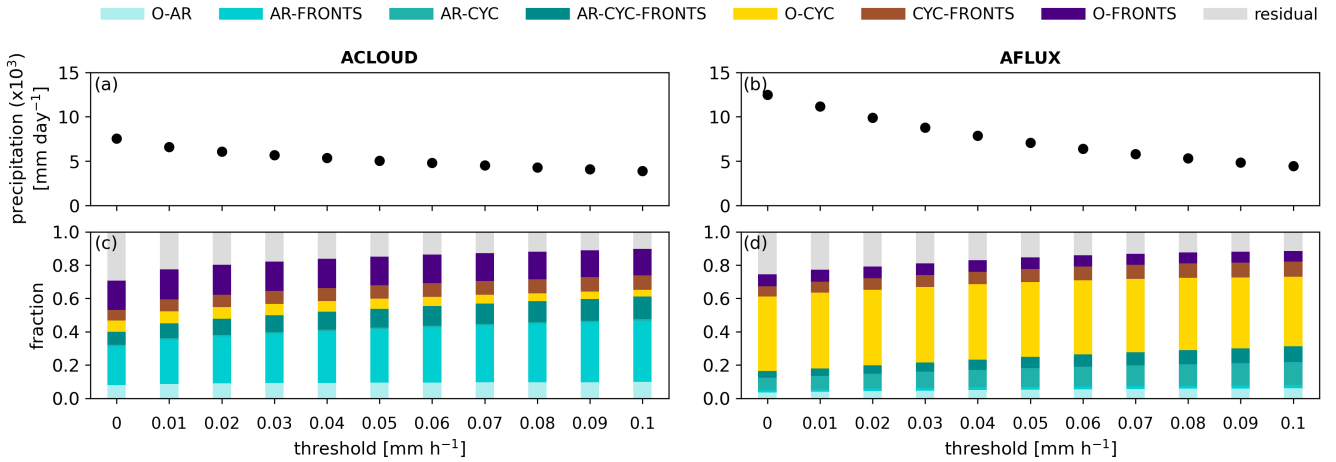 O-AR AR-FRONTS AR-CYC AR-CYC-FRONTS O-CYC CYC-FRONTS O-FRONTS residual
ACLOUD AFLUX
precipitation (x10³)
[mm day⁻¹]
(a)
15
10
5
0
(b)
15
10
5
0
fraction
(c)
1.0
0.8
0.6
0.4
0.2
0.0
0 0.01 0.02 0.03 0.04 0.05 0.06 0.07 0.08 0.09 0.1
threshold [mm h⁻¹]
(d)
1.0
0.8
0.6
0.4
0.2
0.0
0 0.01 0.02 0.03 0.04 0.05 0.06 0.07 0.08 0.09 0.1
threshold [mm h⁻¹]